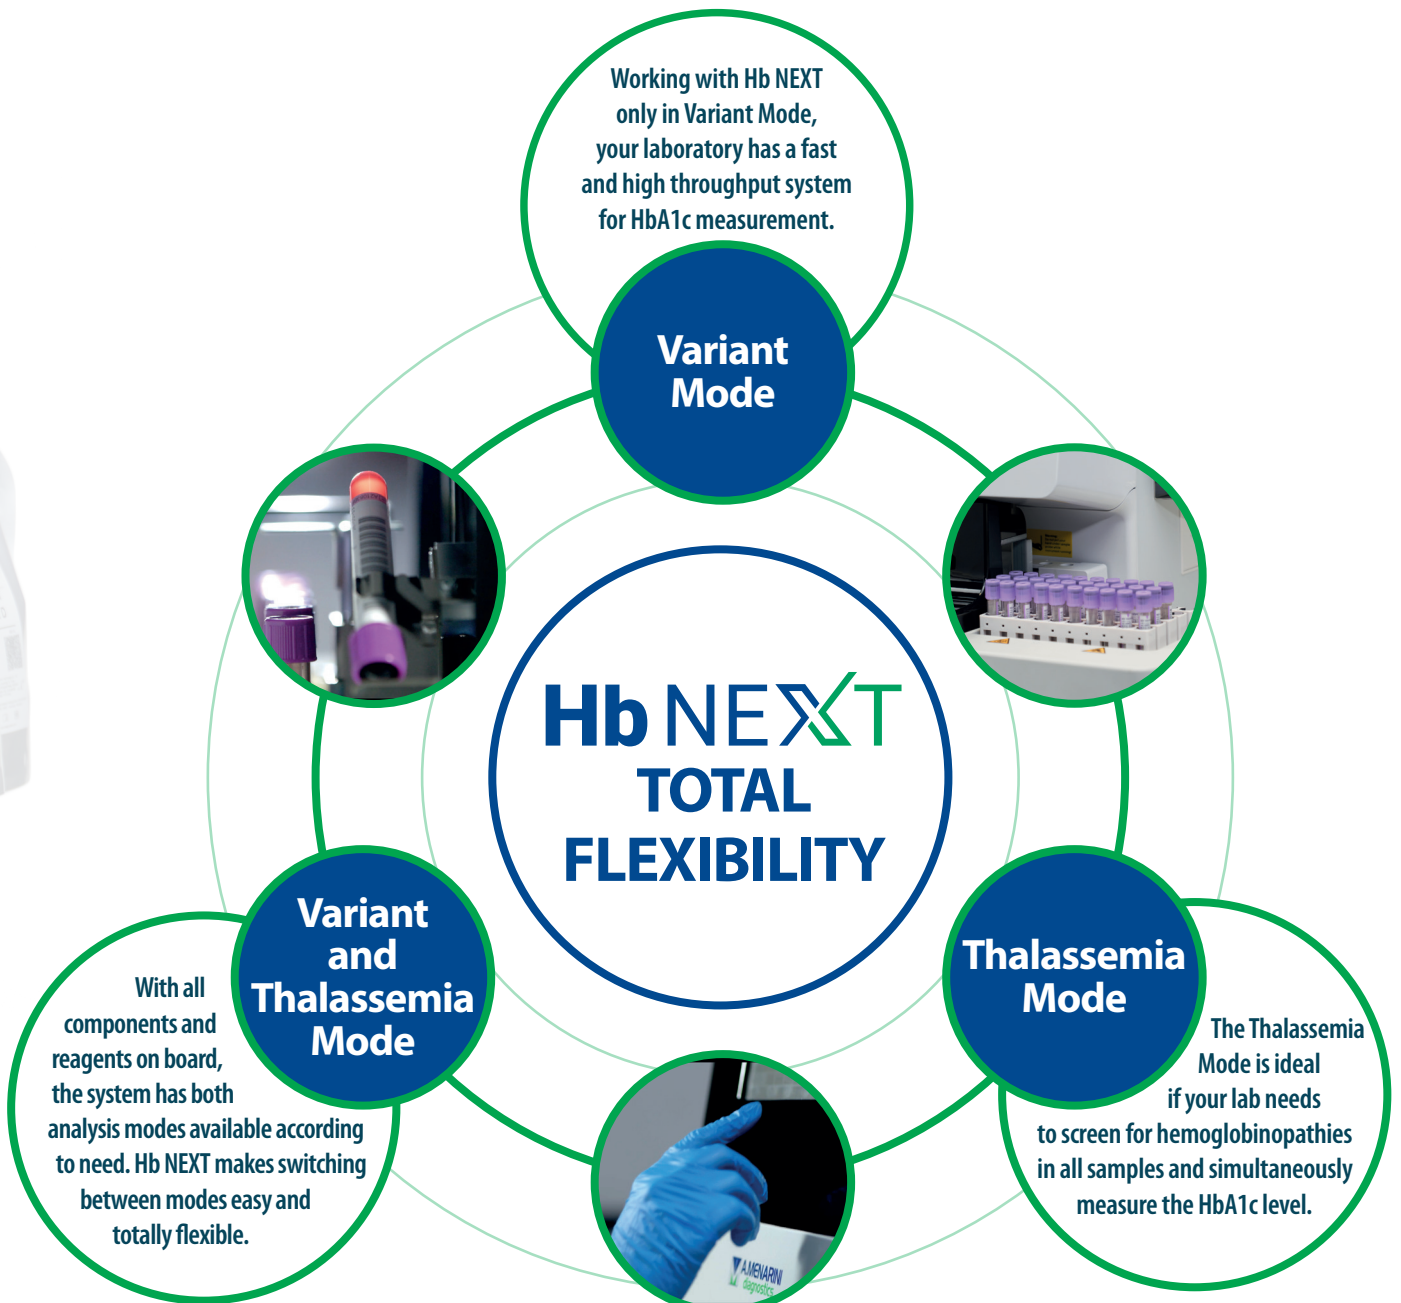 Working with Hb NEXT
only in Variant Mode,
your laboratory has a fast
and high throughput system
for HbA1c measurement.
Variant
Mode
Hb NEXT
TOTAL
FLEXIBILITY
Variant
and
Thalassemia
Mode
With all
components and
reagents on board,
the system has both
analysis modes available according
to need. Hb NEXT makes switching
between modes easy and
totally flexible.
Thalassemia
Mode
The Thalassemia
Mode is ideal
if your lab needs
to screen for hemoglobinopathies
in all samples and simultaneously
measure the HbA1c level.
A.MENARINI
diagnostics